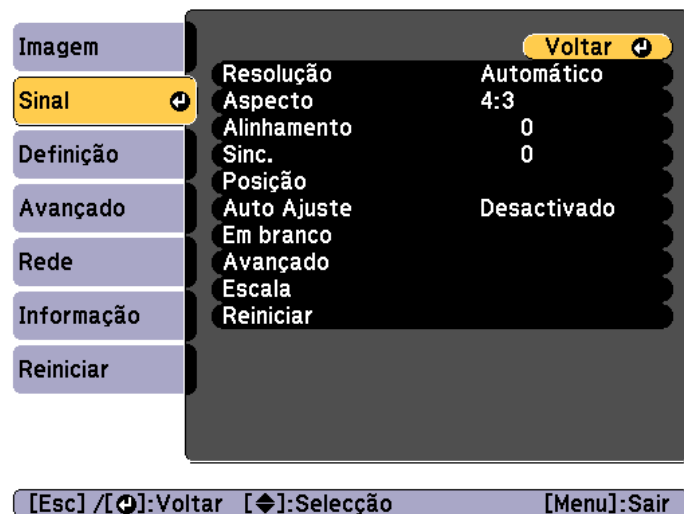 Imagem
Sinal
Definição
Avançado
Rede
Informação
Reiniciar
Voltar
Resolução Automático
Aspecto 4:3
Alinhamento 0
Sinc. 0
Posição
Auto Ajuste Desactivado
Em branco
Avançado
Escala
Reiniciar
[Esc] /[⏎]:Voltar [◆]:Selecção [Menu]:Sair